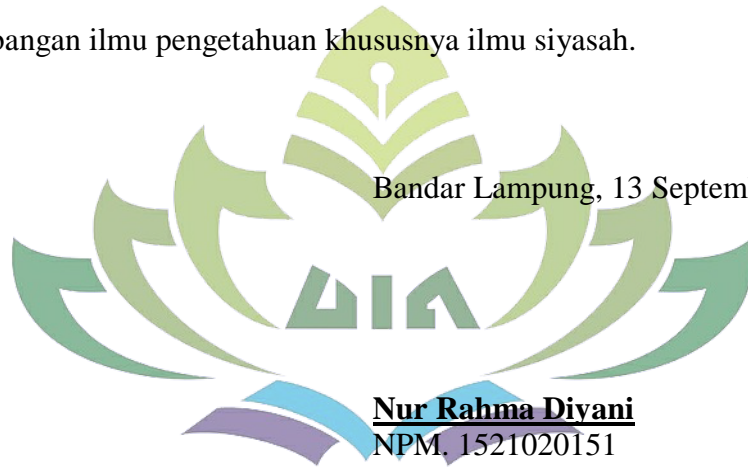 bangan ilmu pengetahuan khususnya ilmu siyasah.
Bandar Lampung, 13 Septem
UIN
Nur Rahma Diyani
NPM. 1521020151